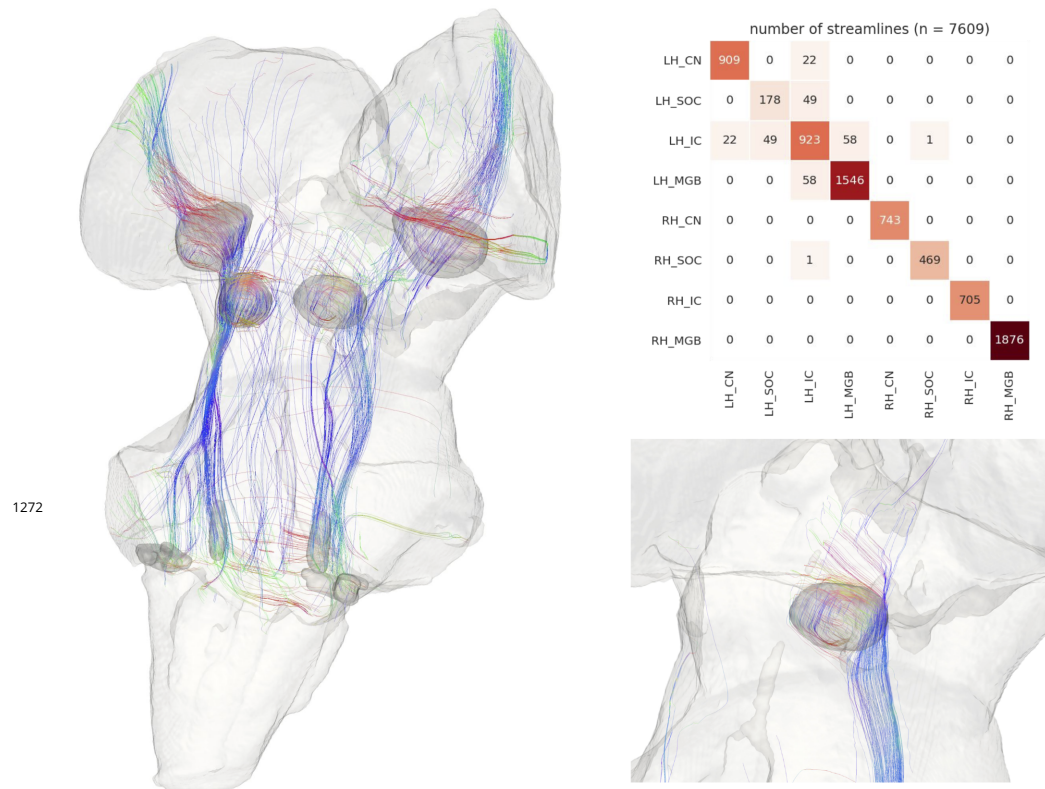 number of streamlines (n = 7609)
LH_CN 909 0 22 0 0 0 0 0
LH_SOC 0 178 49 0 0 0 0 0
LH_IC 22 49 923 58 0 1 0 0
LH_MGB 0 0 58 1546 0 0 0 0
RH_CN 0 0 0 0 743 0 0 0
RH_SOC 0 0 1 0 0 469 0 0
RH_IC 0 0 0 0 0 0 705 0
RH_MGB 0 0 0 0 0 0 0 1876
LH_CN LH_SOC LH_IC LH_MGB RH_CN RH_SOC RH_IC RH_MGB
1272